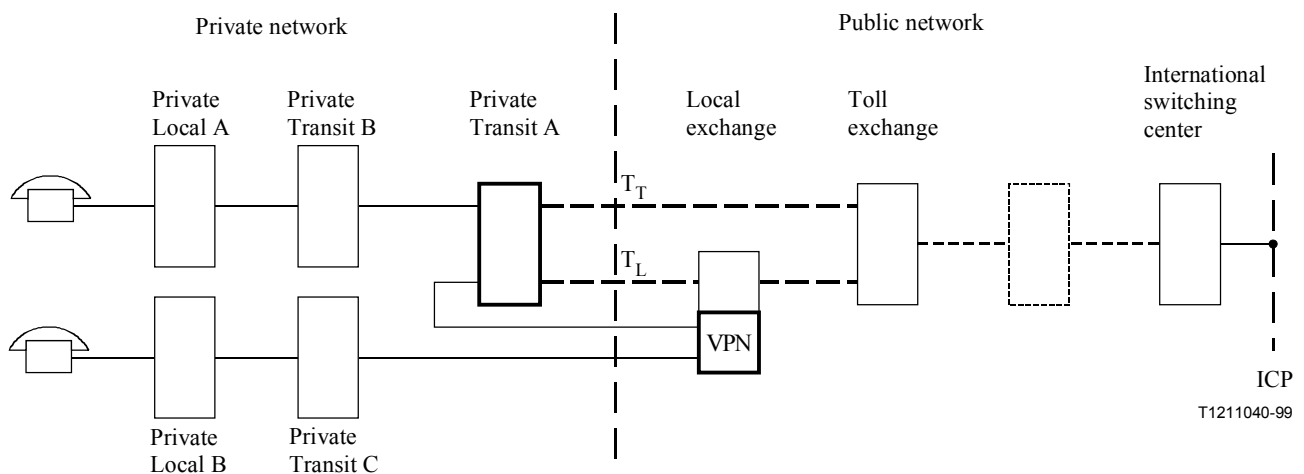 Private network
Public network
Private
Local A
Private
Transit B
Private
Transit A
Local
exchange
Toll
exchange
International
switching
center
T_T
T_L
VPN
ICP
T1211040-99
Private
Local B
Private
Transit C